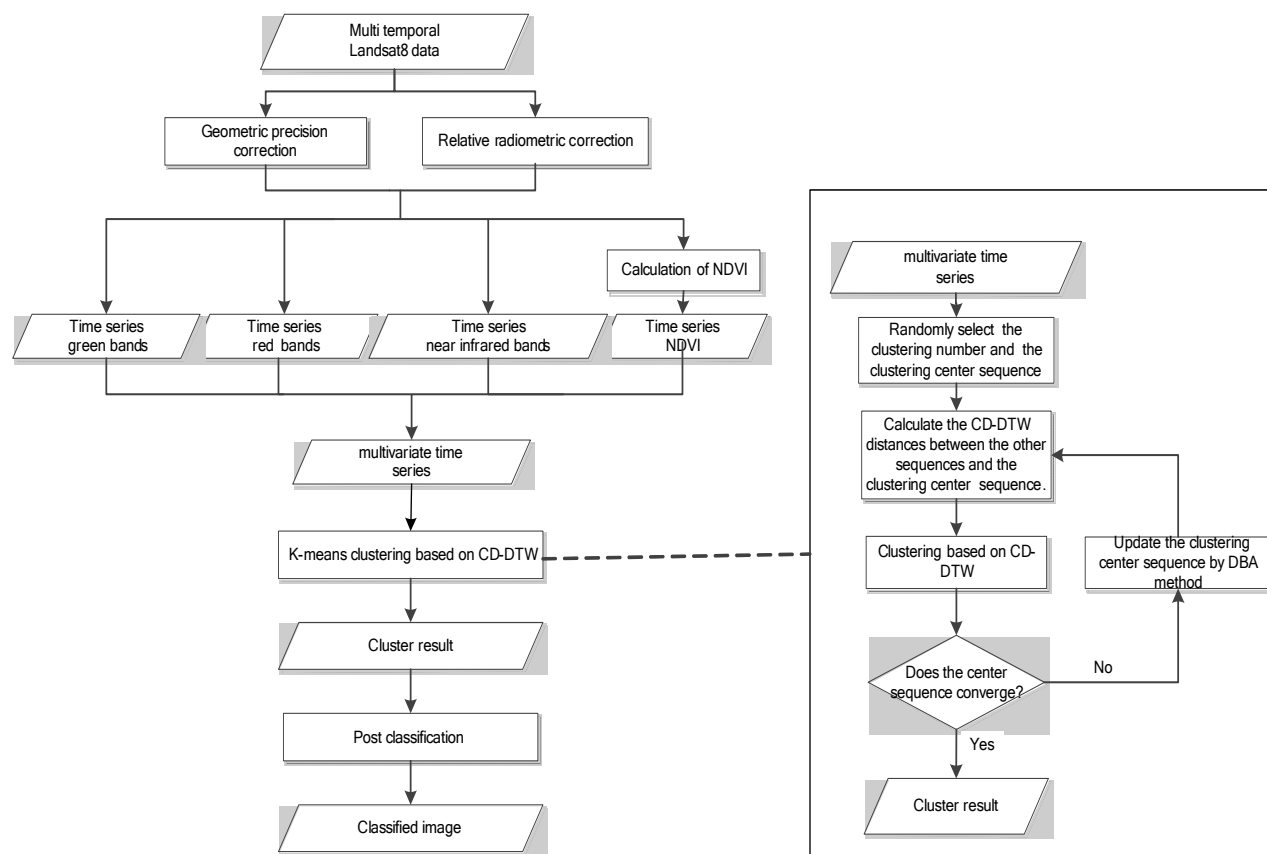 Multi temporal
Landsat8 data
Geometric precision
correction
Relative radiometric correction
Calculation of NDVI
Time series
green bands
Time series
red bands
Time series
near infrared bands
Time series
NDVI
multivariate time
series
K-means clustering based on CD-DTW
Cluster result
Post classification
Classified image
multivariate time
series
Randomly select the
clustering number and the
clustering center sequence
Calculate the CD-DTW
distances between the other
sequences and the
clustering center sequence.
Clustering based on CD-
DTW
Update the clustering
center sequence by DBA
method
Does the center
sequence converge?
No
Yes
Cluster result